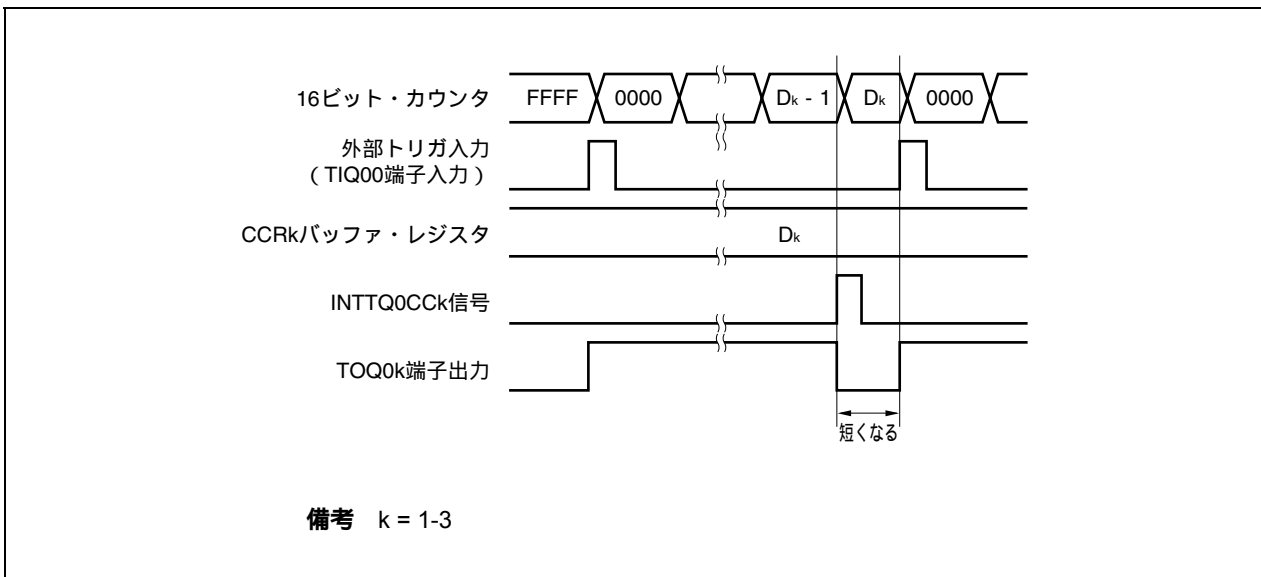 16ビット・カウンタ FFFF 0000 Dk - 1 Dk 0000
外部トリガ入力
（TIQ00端子入力）
CCRkバッファ・レジスタ Dk
INTTQ0CCk信号
TOQ0k端子出力
短くなる
備考 k = 1-3